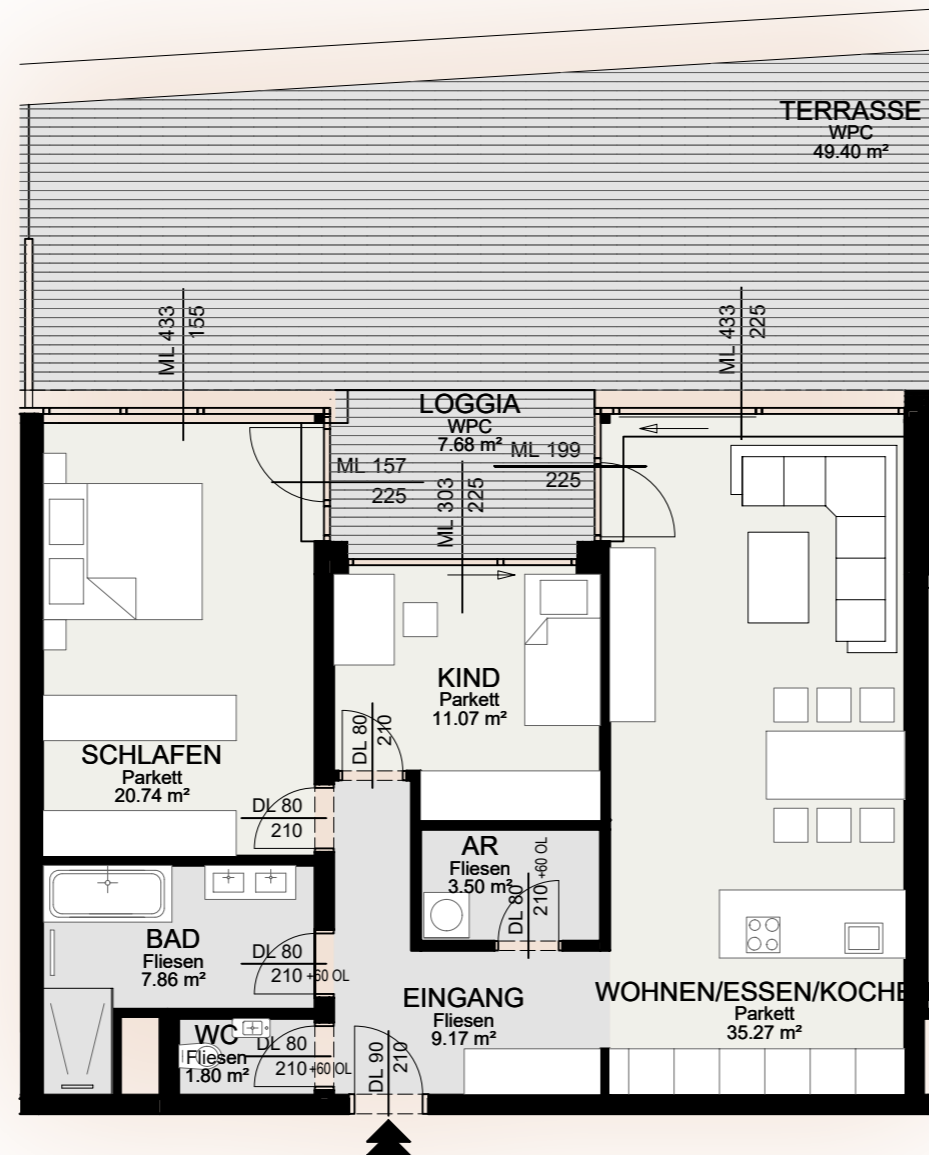 TERRASSE
WPC
49.40 m²
ML 433
155
ML 433
225
LOGGIA
WPC
7.68 m²
ML 157
225
ML 303
225
ML 199
225
KIND
Parkett
11.07 m²
DL 80
210
SCHLAFEN
Parkett
20.74 m²
DL 80
210
AR
Fliesen
3.50 m²
DL 80
210 +60 OL
BAD
Fliesen
7.86 m²
DL 80
210 +60 OL
EINGANG
Fliesen
9.17 m²
WOHNEN/ESSEN/KOCHE
Parkett
35.27 m²
WC
Fliesen
1.80 m²
DL 80
210 +60 OL
DL 90
210